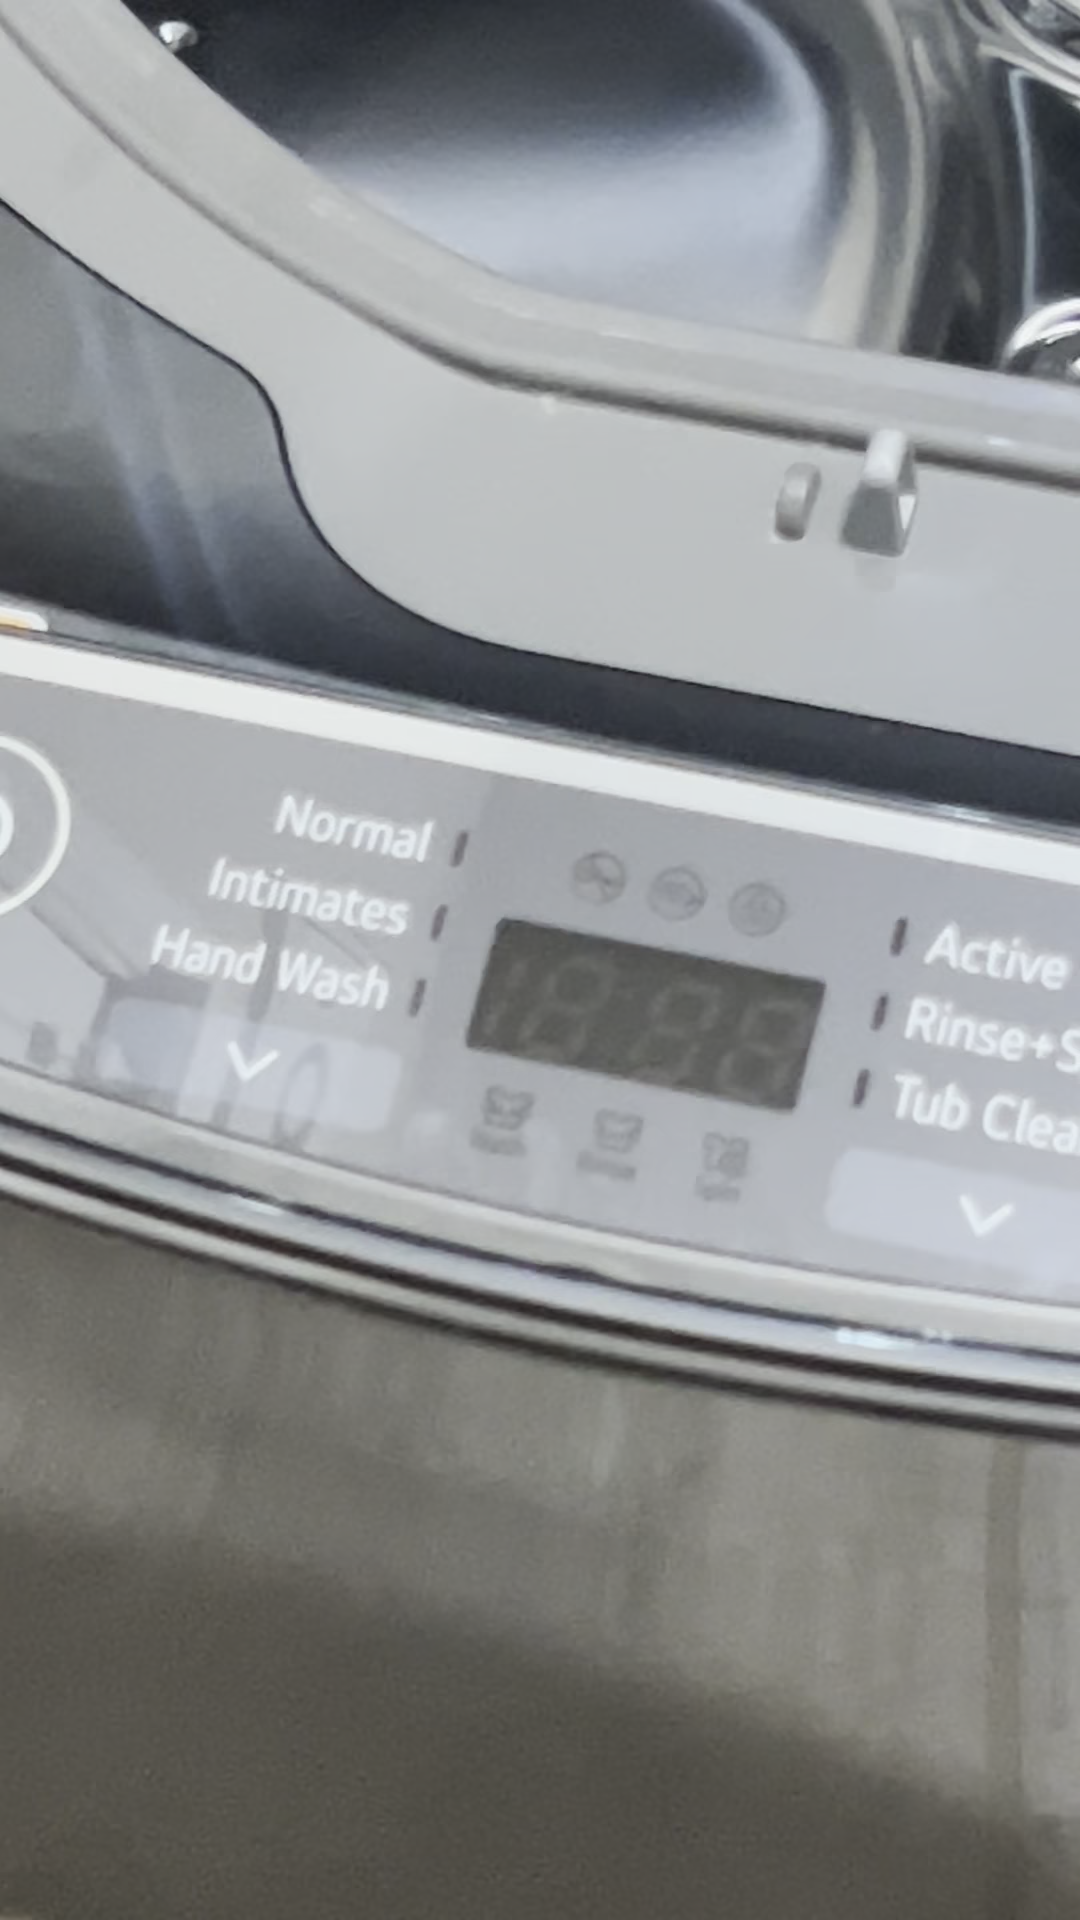 Normal
Intimates
Hand Wash
Active
Rinse+S
Tub Clea